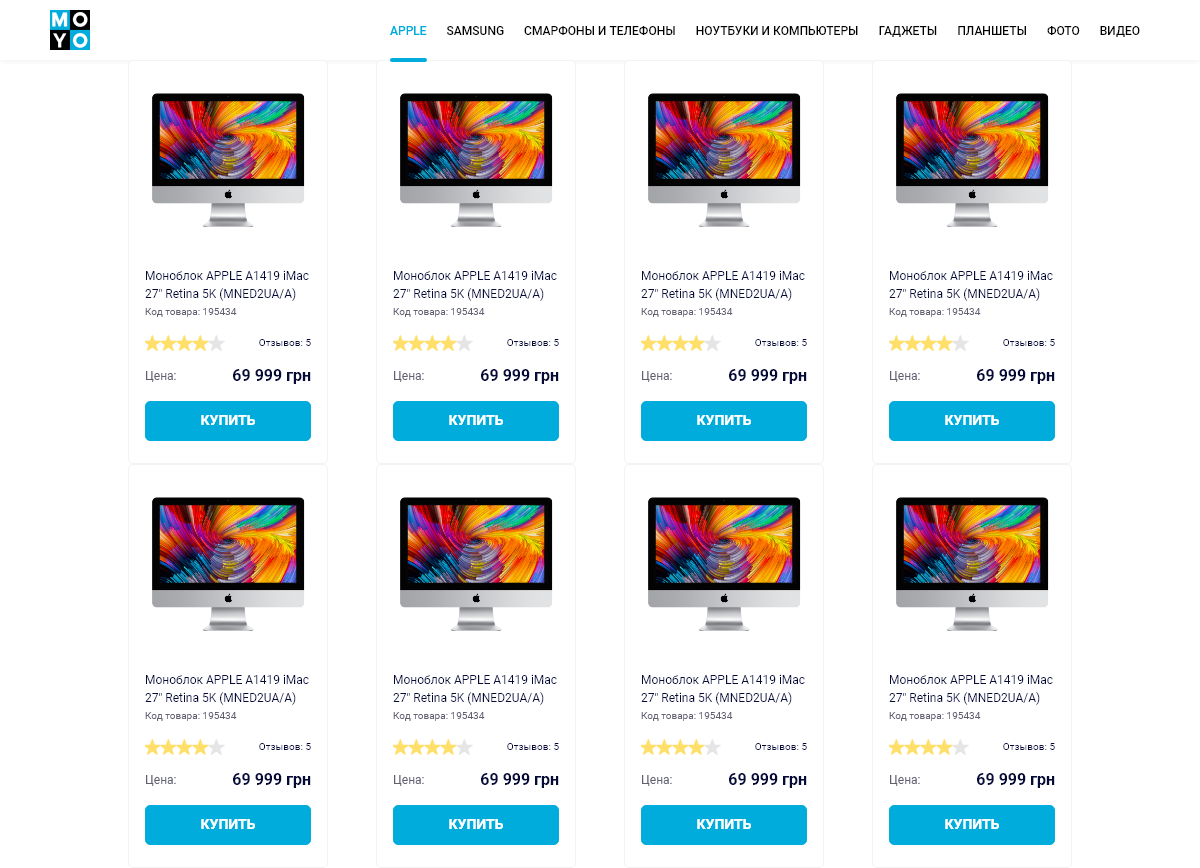 MO
YO
APPLE SAMSUNG СМАРФОНЫ И ТЕЛЕФОНЫ НОУТБУКИ И КОМПЬЮТЕРЫ ГАДЖЕТЫ ПЛАНШЕТЫ ФОТО ВИДЕО
Моноблок APPLE A1419 iMac
27" Retina 5K (MNED2UA/A)
Код товара: 195434
Отзывов: 5
Цена: 69 999 грн
КУПИТЬ
Моноблок APPLE A1419 iMac
27" Retina 5K (MNED2UA/A)
Код товара: 195434
Отзывов: 5
Цена: 69 999 грн
КУПИТЬ
Моноблок APPLE A1419 iMac
27" Retina 5K (MNED2UA/A)
Код товара: 195434
Отзывов: 5
Цена: 69 999 грн
КУПИТЬ
Моноблок APPLE A1419 iMac
27" Retina 5K (MNED2UA/A)
Код товара: 195434
Отзывов: 5
Цена: 69 999 грн
КУПИТЬ
Моноблок APPLE A1419 iMac
27" Retina 5K (MNED2UA/A)
Код товара: 195434
Отзывов: 5
Цена: 69 999 грн
КУПИТЬ
Моноблок APPLE A1419 iMac
27" Retina 5K (MNED2UA/A)
Код товара: 195434
Отзывов: 5
Цена: 69 999 грн
КУПИТЬ
Моноблок APPLE A1419 iMac
27" Retina 5K (MNED2UA/A)
Код товара: 195434
Отзывов: 5
Цена: 69 999 грн
КУПИТЬ
Моноблок APPLE A1419 iMac
27" Retina 5K (MNED2UA/A)
Код товара: 195434
Отзывов: 5
Цена: 69 999 грн
КУПИТЬ